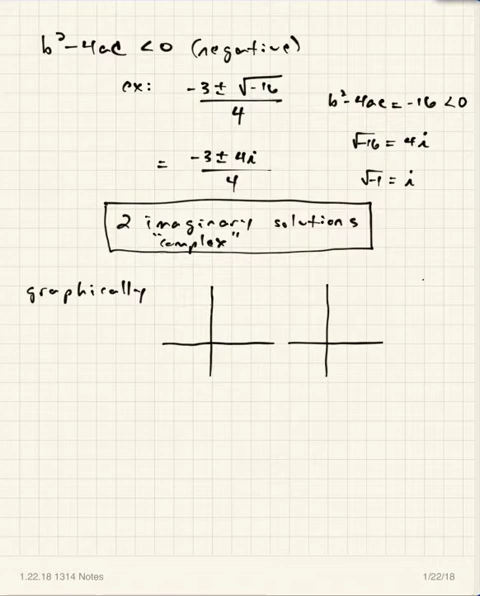 b²-4ac <0 (negative)
ex: -3 ± √-16
4
b²-4ac = -16 <0
= -3 ± 4i
4
√-16 = 4i
√-1 = i
2 imaginary solutions
"complex"
graphically
1.22.18 1314 Notes
1/22/18